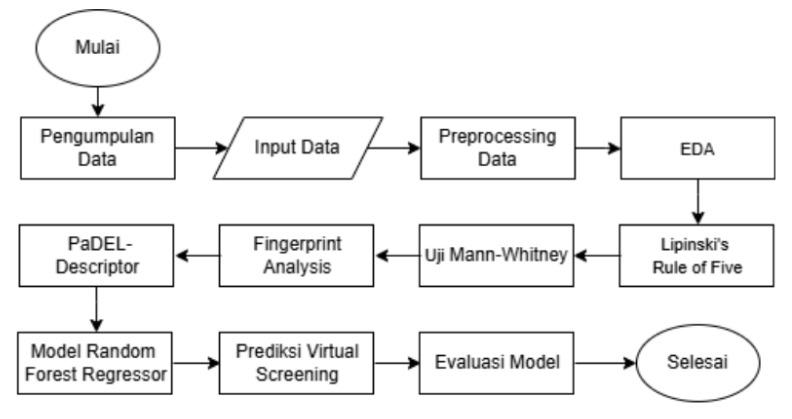 Mulai
Pengumpulan
Data
Input Data
Preprocessing
Data
EDA
Lipinski's
Rule of Five
Uji Mann-Whitney
Fingerprint
Analysis
PaDEL-
Descriptor
Model Random
Forest Regressor
Prediksi Virtual
Screening
Evaluasi Model
Selesai